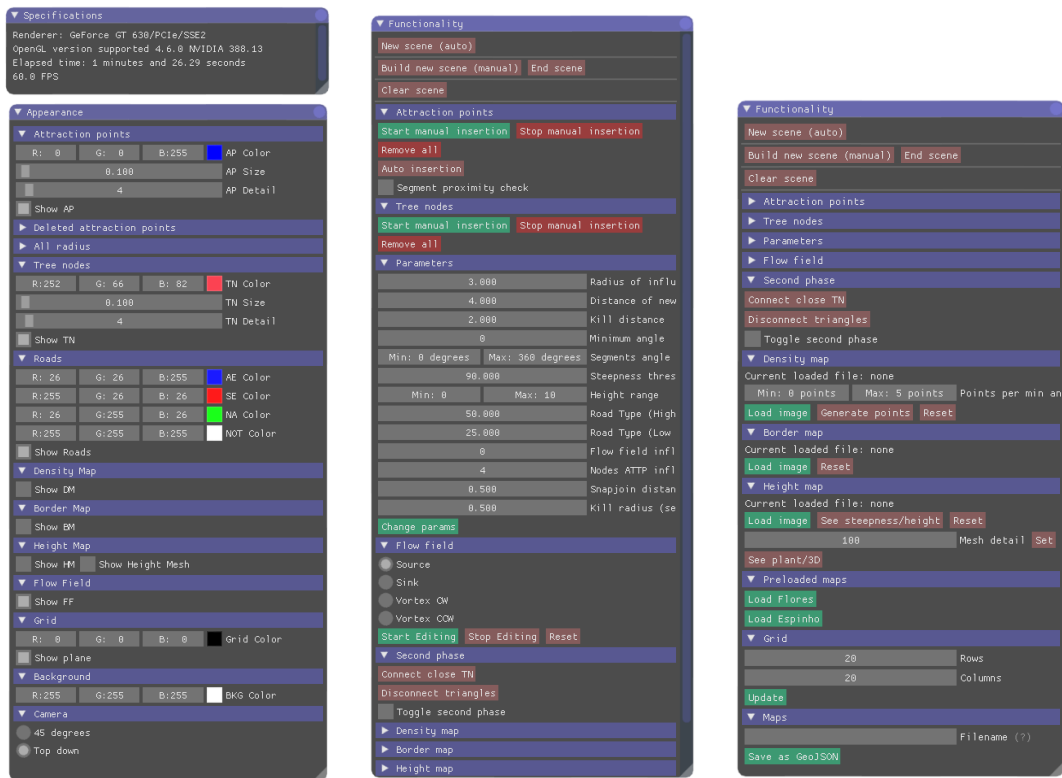 Specifications
Renderer: GeForce GT 630/PCIe/SSE2
OpenGL version supported 4.6.0 NVIDIA 388.13
Elapsed time: 1 minutes and 26.29 seconds
60.0 FPS
Appearance
Attraction points
R: 0 G: 0 B:255 AP Color
0.100 AP Size
4 AP Detail
Show AP
Deleted attraction points
All radius
Tree nodes
R:252 G: 66 B: 82 TN Color
0.100 TN Size
4 TN Detail
Show TN
Roads
R: 26 G: 26 B:255 AE Color
R:255 G: 26 B: 26 SE Color
R: 26 G:255 B: 26 NA Color
R:255 G:255 B:255 NOT Color
Show Roads
Density Map
Show DM
Border Map
Show BM
Height Map
Show HM Show Height Mesh
Flow Field
Show FF
Grid
R: 0 G: 0 B: 0 Grid Color
Show plane
Background
R:255 G:255 B:255 BKG Color
Camera
45 degrees
Top down
Functionality
New scene (auto)
Build new scene (manual) End scene
Clear scene
Attraction points
Start manual insertion Stop manual insertion
Remove all
Auto insertion
Segment proximity check
Tree nodes
Start manual insertion Stop manual insertion
Remove all
Parameters
3.000 Radius of influ
4.000 Distance of new
2.000 Kill distance
0 Minimum angle
Min: 0 degrees Max: 360 degrees Segments angle
90.000 Steepness thres
Min: 0 Max: 10 Height range
50.000 Road Type (High
25.000 Road Type (Low
0 Flow field infl
4 Nodes ATTP infl
0.500 Snapjoin distan
0.500 Kill radius (se
Change params
Flow field
Source
Sink
Vortex CW
Vortex CCW
Start Editing Stop Editing Reset
Second phase
Connect close TN
Disconnect triangles
Toggle second phase
Density map
Border map
Height map
Functionality
New scene (auto)
Build new scene (manual) End scene
Clear scene
Attraction points
Tree nodes
Parameters
Flow field
Second phase
Connect close TN
Disconnect triangles
Toggle second phase
Density map
Current loaded file: none
Min: 0 points Max: 5 points Points per min an
Load image Generate points Reset
Border map
Current loaded file: none
Load image Reset
Height map
Current loaded file: none
Load image See steepness/height Reset
100 Mesh detail Set
See plant/3D
Preloaded maps
Load Flores
Load Espinho
Grid
20 Rows
20 Columns
Update
Maps
Filename (?)
Save as GeoJSON